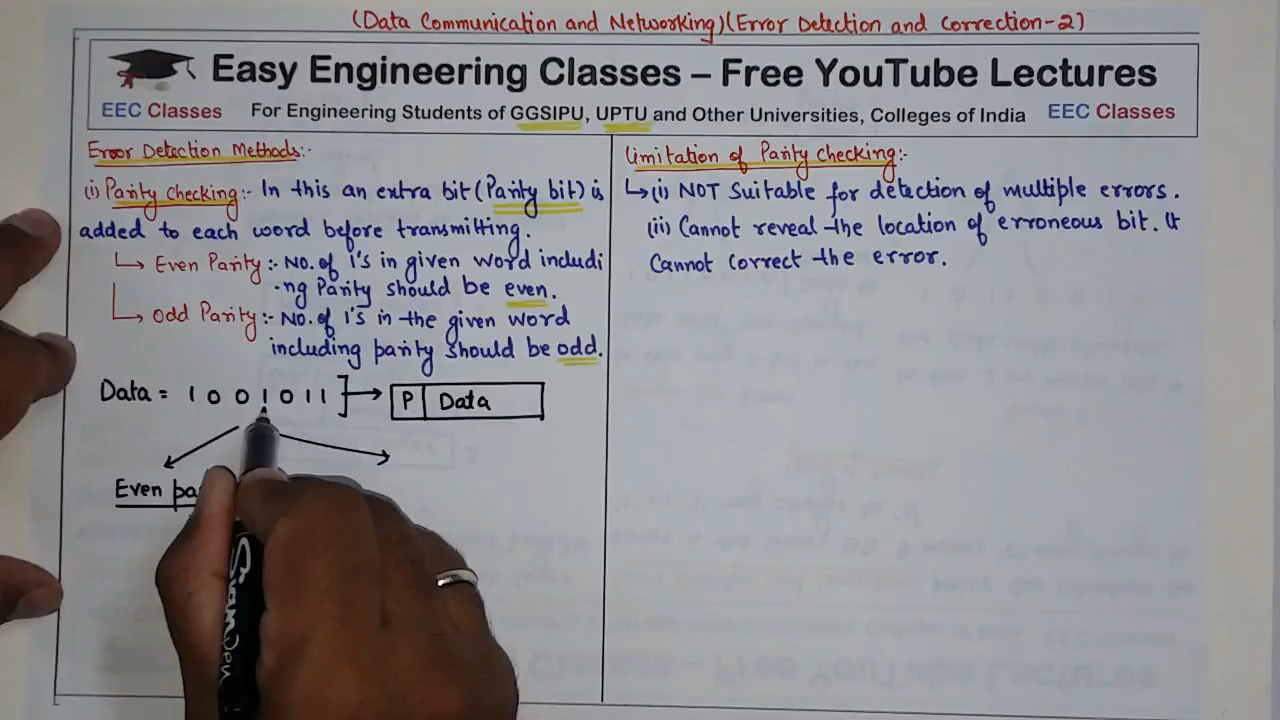 (Data Communication and Networking)(Error Detection and Correction-2)
Easy Engineering Classes – Free YouTube Lectures
EEC Classes For Engineering Students of GGSIPU, UPTU and Other Universities, Colleges of India EEC Classes
Error Detection Methods:-
(i) Parity Checking:- In this an extra bit (Parity bit) is
added to each word before transmitting.
↳ Even Parity:- No. of 1's in given word includi
-ng Parity should be even.
↳ Odd Parity:- No. of 1's in the given word
including parity should be odd.
Data = 1 0 0 1 0 1 1 ] → P Data
Even pa
Limitation of Parity Checking:-
↳ (i) NOT Suitable for detection of multiple errors.
(ii) Cannot reveal the location of erroneous bit. &
Cannot correct the error.
Siam Dev